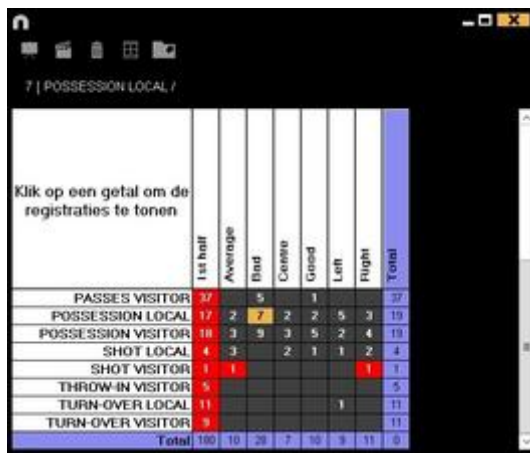 7 | POSSESSION LOCAL /
Klik op een getal om de
registraties te tonen
1st half Average Bad Centre Good Left Right Total
PASSES VISITOR 37 5 1 37
POSSESSION LOCAL 17 2 7 2 2 5 3 19
POSSESSION VISITOR 18 3 9 3 5 2 4 19
SHOT LOCAL 4 3 2 1 1 2 4
SHOT VISITOR 1 1 1 1
THROW-IN VISITOR 5 5
TURN-OVER LOCAL 11 1 11
TURN-OVER VISITOR 9 11
Total 100 10 20 7 10 9 11 0